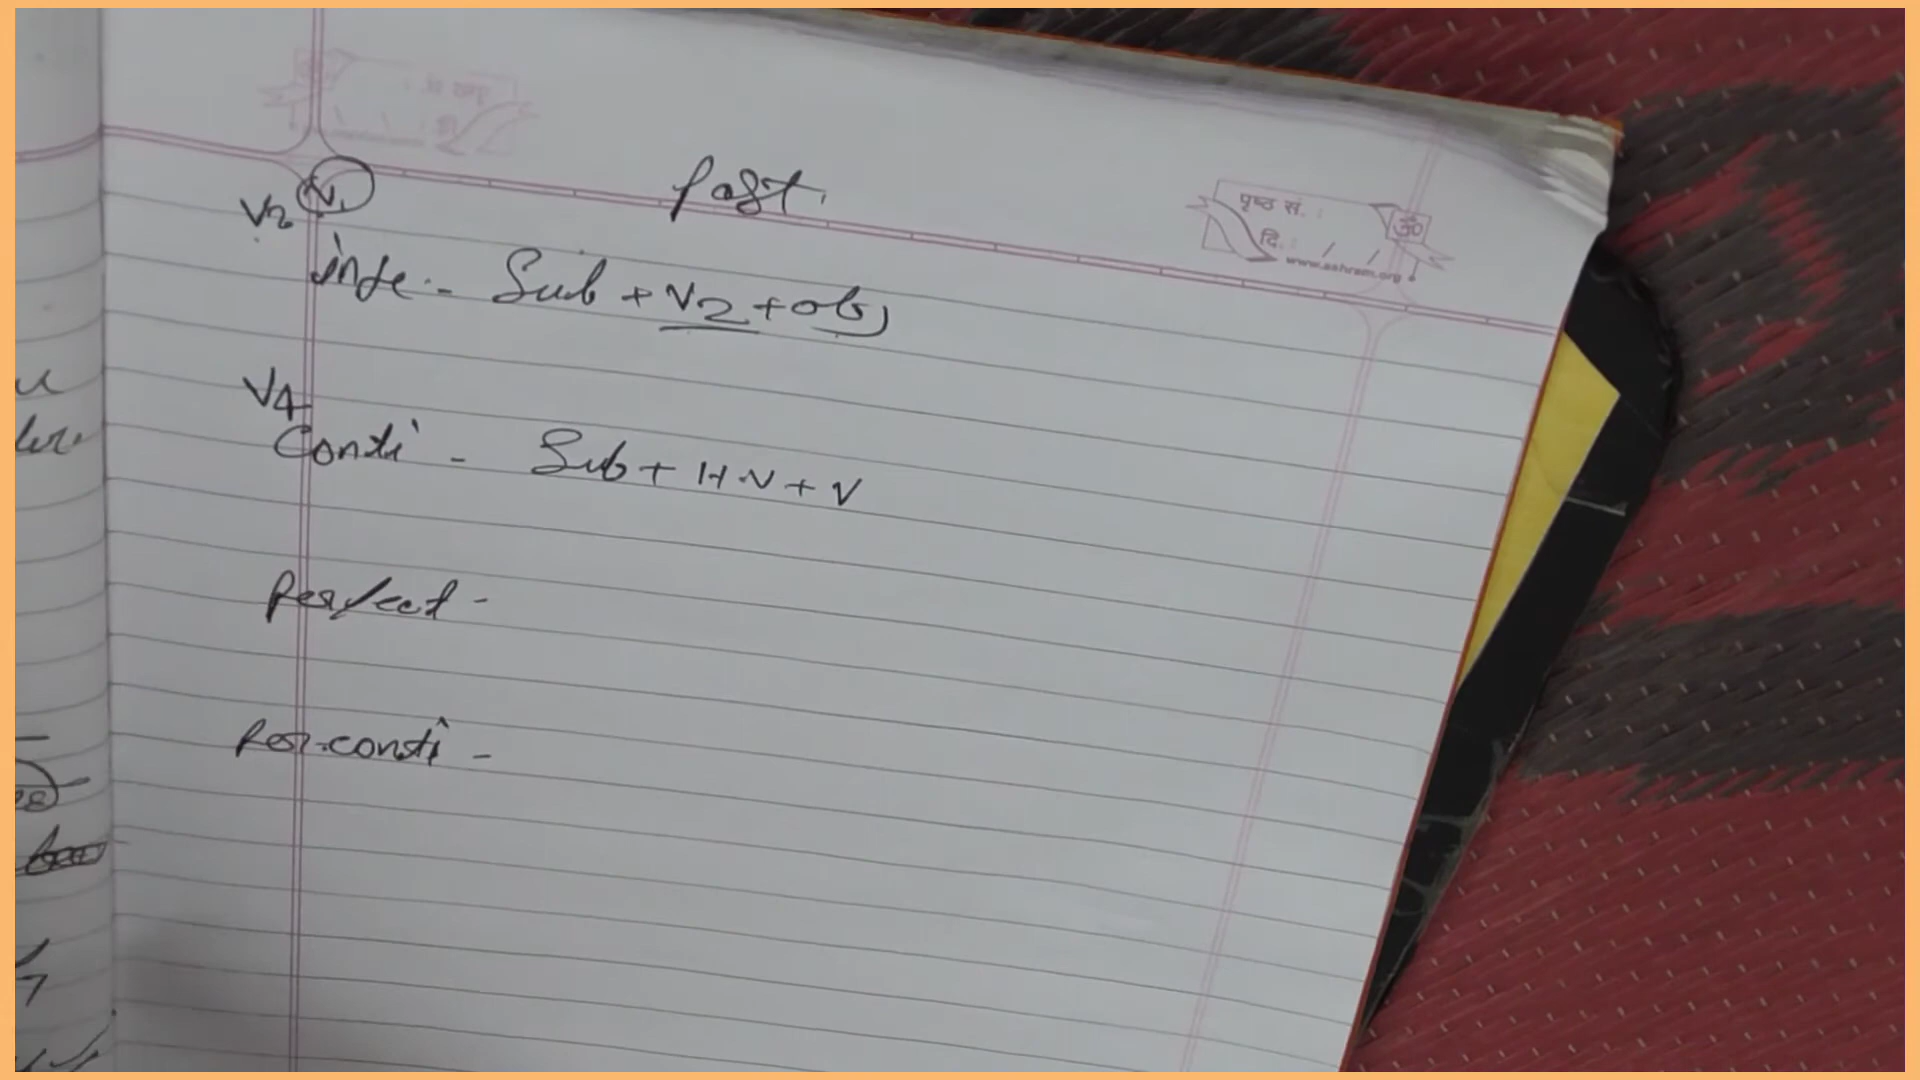 Past.
V2 V1
inde. - Sub + V2 + obj
V4
Conti - Sub + H.V + V
Perfect -
Per.conti -
पृष्ठ सं. :
दि. : / /
ॐ
www.ashram.org